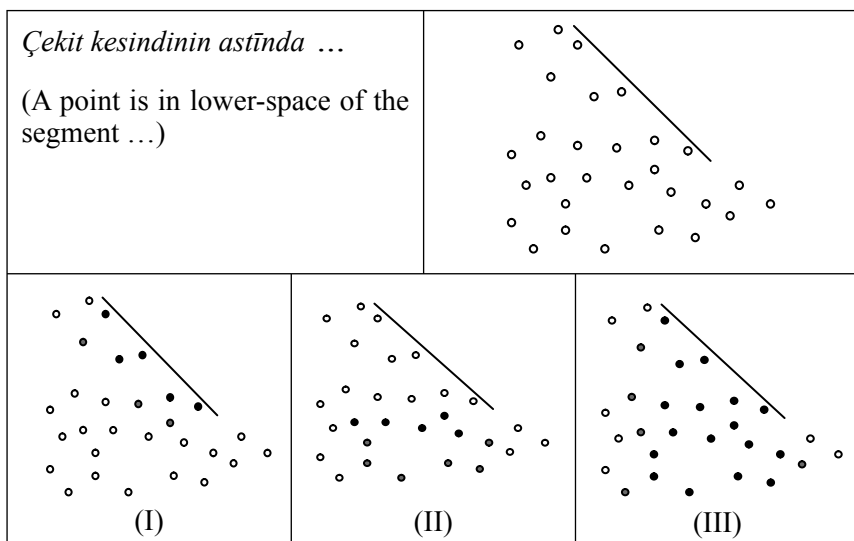 Çekit kesindinin astīnda …
(A point is in lower-space of the
segment …)
(I)
(II)
(III)